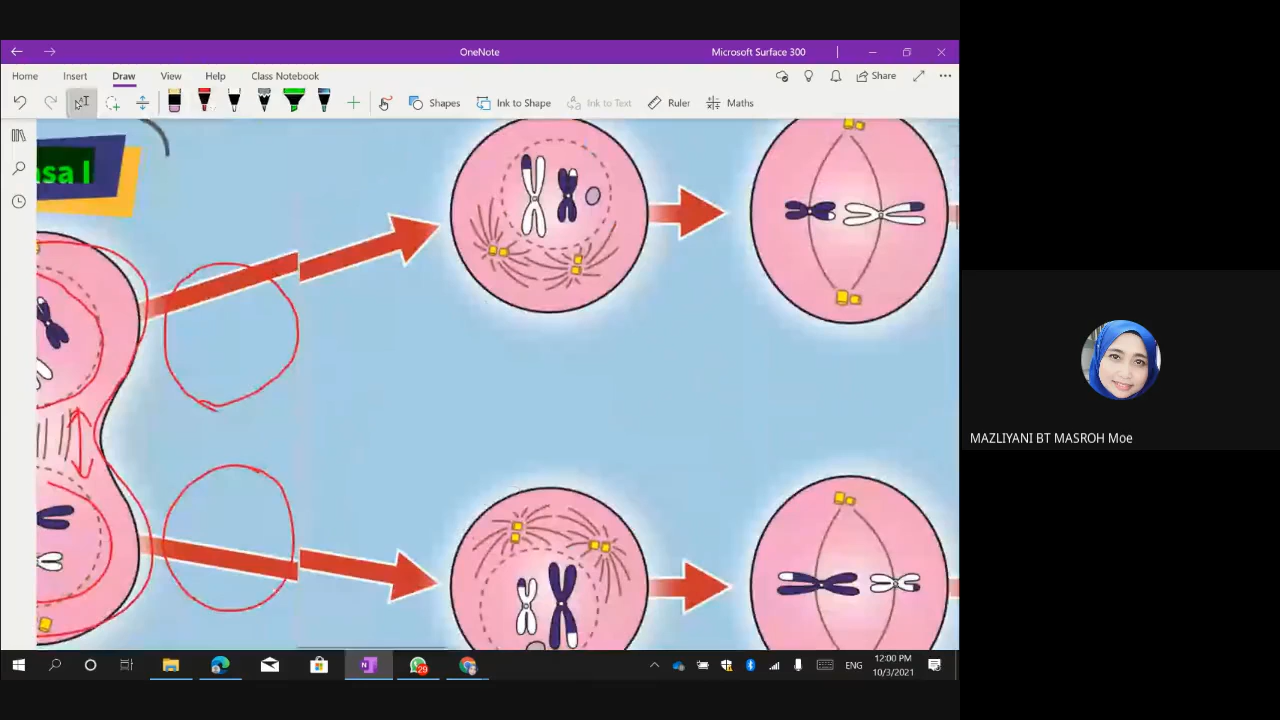 OneNote
Microsoft Surface 300
Home
Insert
Draw
View
Help
Class Notebook
Share
Shapes
Ink to Shape
Ink to Text
Ruler
Maths
asa I
MAZLIYANI BT MASROH Moe
29
ENG
12:00 PM
10/3/2021